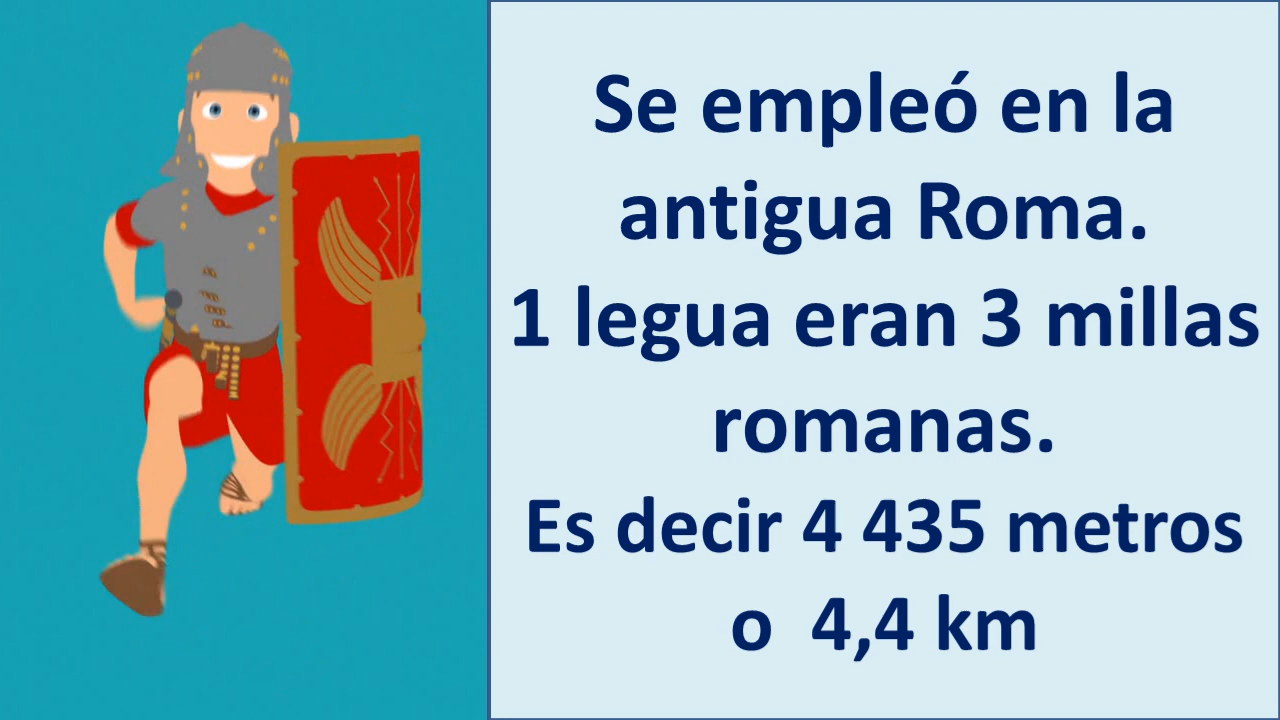 Se empleó en la
antigua Roma.
1 legua eran 3 millas
romanas.
Es decir 4 435 metros
o 4,4 km